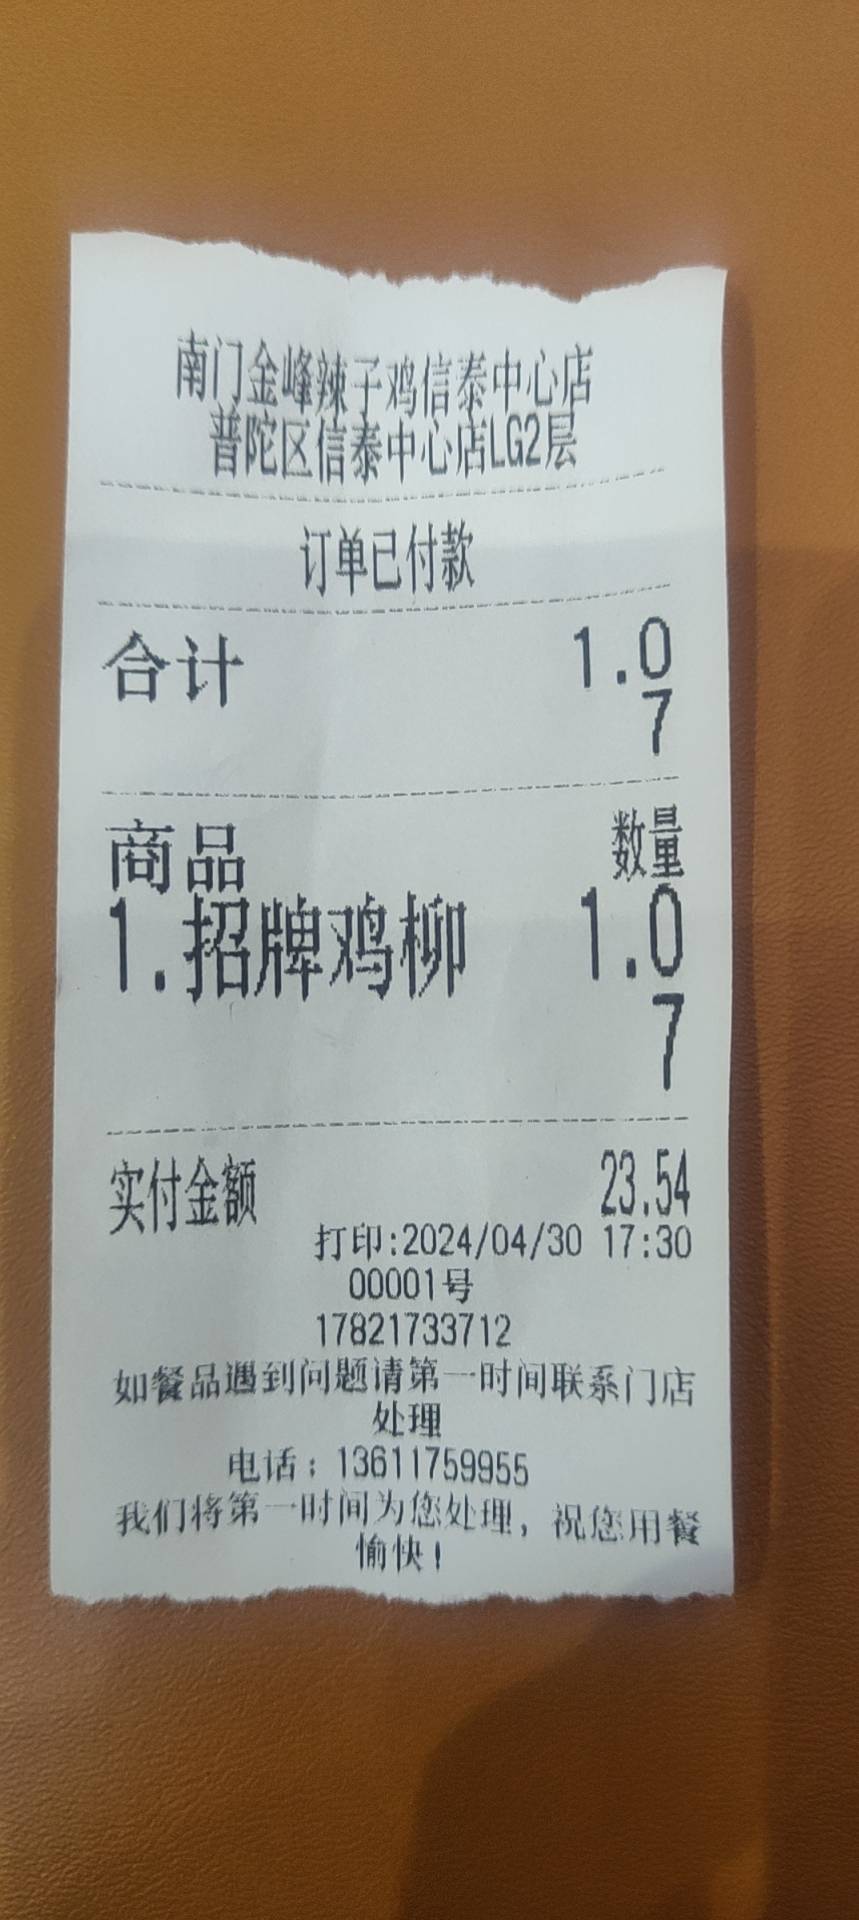 南门金峰辣子鸡信泰中心店
普陀区信泰中心店LG2层
订单已付款
合计 1.0
7
商品 数量
1.招牌鸡柳 1.0
7
实付金额 23.54
打印:2024/04/30 17:30
00001号
17821733712
如餐品遇到问题请第一时间联系门店
处理
电话：13611759955
我们将第一时间为您处理，祝您用餐
愉快！